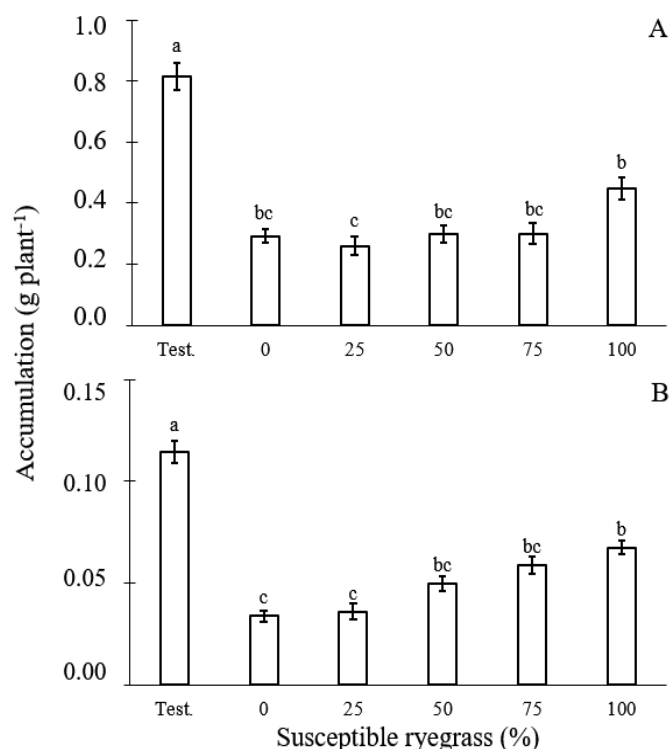 A
1.0
0.8
0.6
0.4
0.2
0.0
a
bc
c
bc
bc
b
Test. 0 25 50 75 100
Accumulation (g plant⁻¹)
B
0.15
0.10
0.05
0.00
a
c
c
bc
bc
b
Test. 0 25 50 75 100
Susceptible ryegrass (%)